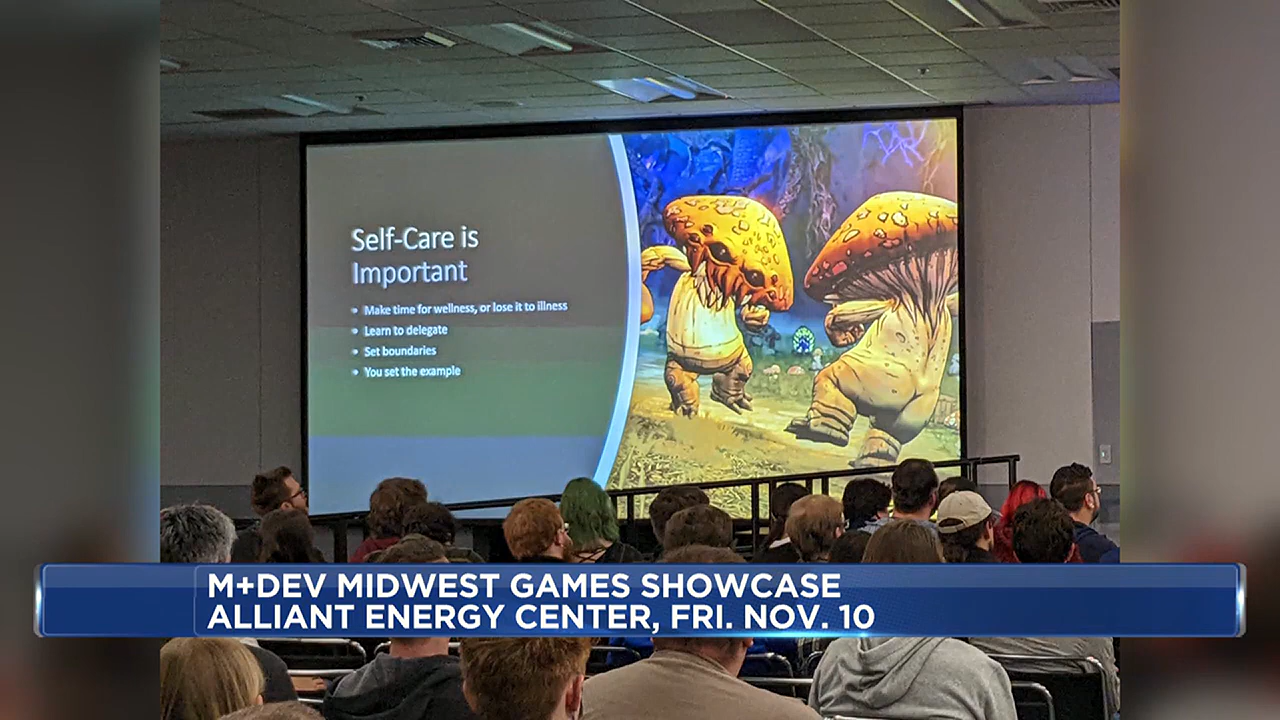 Self-Care is
Important
• Make time for wellness, or lose it to illness
• Learn to delegate
• Set boundaries
• You set the example
M+DEV MIDWEST GAMES SHOWCASE
ALLIANT ENERGY CENTER, FRI. NOV. 10